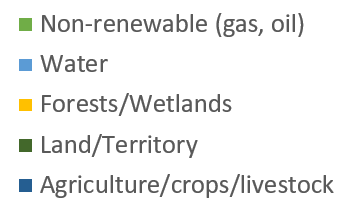 Non-renewable (gas, oil)
Water
Forests/Wetlands
Land/Territory
Agriculture/crops/livestock